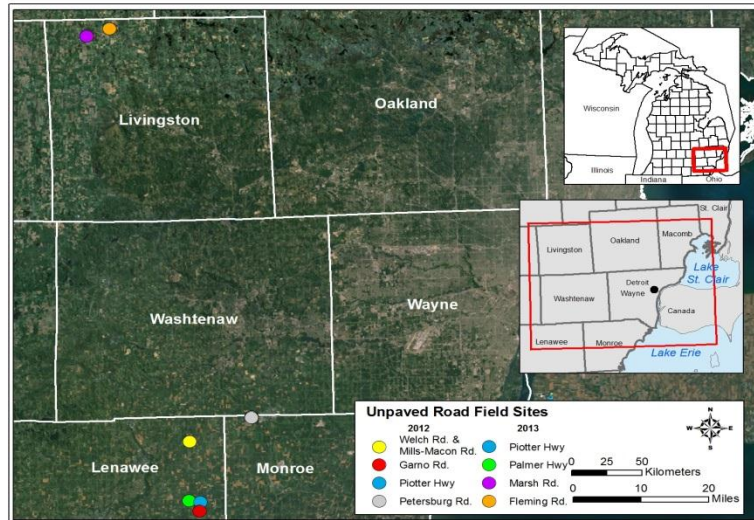 Livingston
Oakland
Washtenaw
Wayne
Lenawee
Monroe
Wisconsin
Illinois
Indiana
Ohio
St. Clair
Macomb
Oakland
Livingston
Lake
St. Clair
Detroit
Wayne
Washtenaw
Canada
Lenawee
Monroe
Lake Erie
Unpaved Road Field Sites
2012
2013
Welch Rd. &
Mills-Macon Rd.
Piotter Hwy
Garno Rd.
Palmer Hwy
Piotter Hwy
Marsh Rd.
Petersburg Rd.
Fleming Rd.
N
W
E
S
0 25 50
Kilometers
0 10 20
Miles